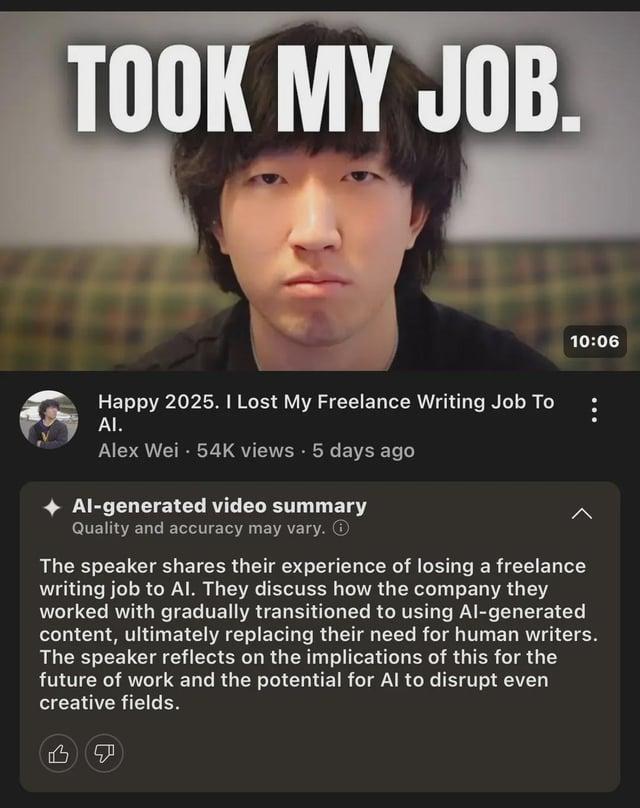 TOOK MY JOB.
10:06
Happy 2025. I Lost My Freelance Writing Job To
AI.
Alex Wei · 54K views · 5 days ago
AI-generated video summary
Quality and accuracy may vary.
The speaker shares their experience of losing a freelance
writing job to AI. They discuss how the company they
worked with gradually transitioned to using AI-generated
content, ultimately replacing their need for human writers.
The speaker reflects on the implications of this for the
future of work and the potential for AI to disrupt even
creative fields.